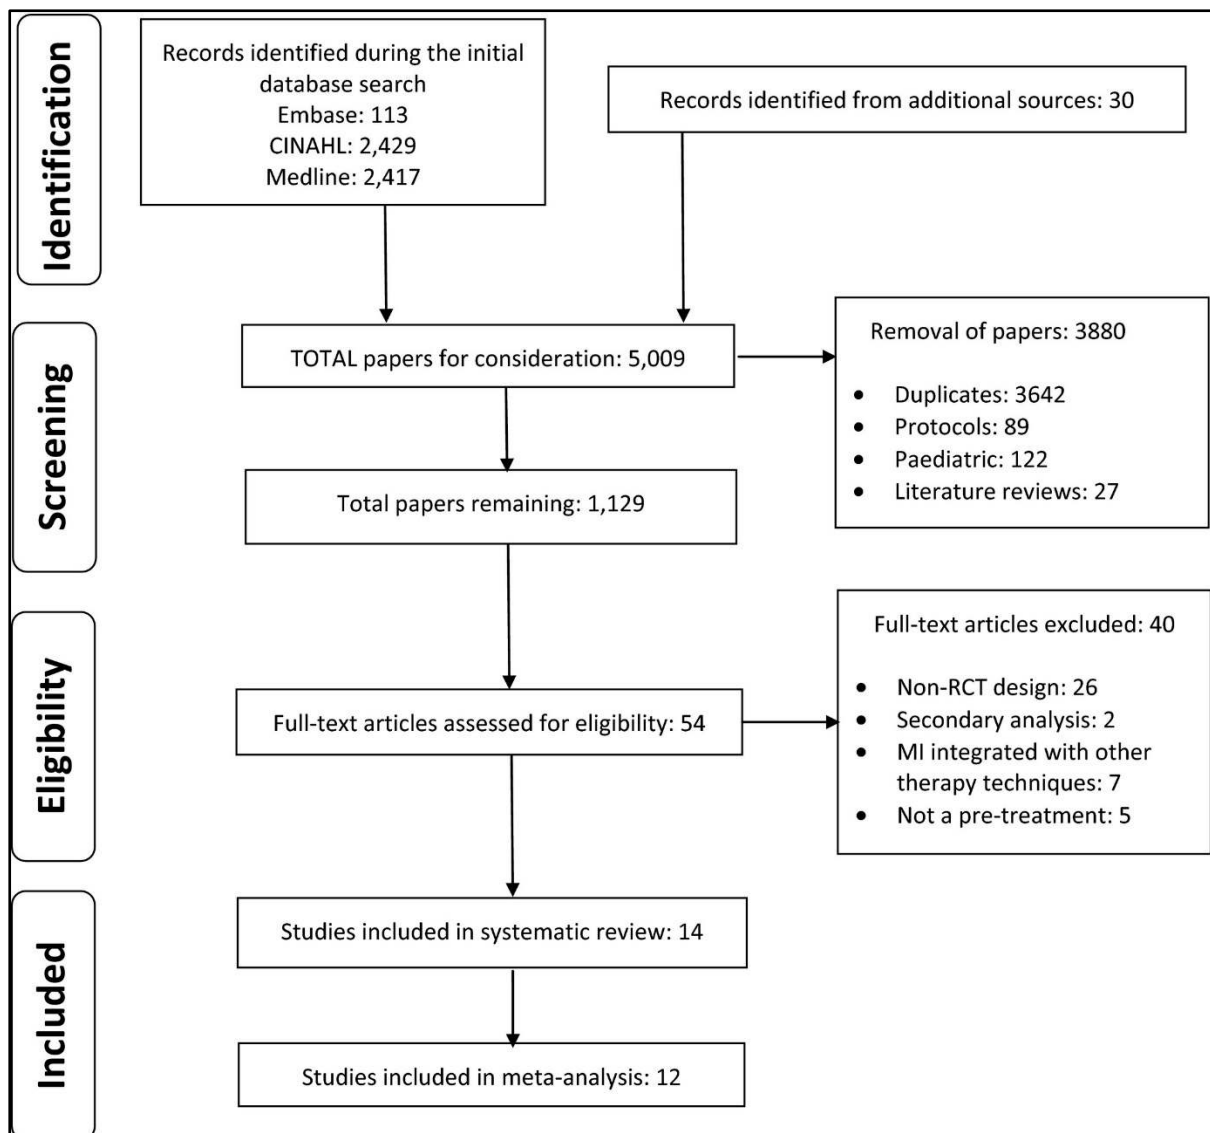 Identification
Records identified during the initial
database search
Embase: 113
CINAHL: 2,429
Medline: 2,417
Records identified from additional sources: 30
Screening
TOTAL papers for consideration: 5,009
Removal of papers: 3880
• Duplicates: 3642
• Protocols: 89
• Paediatric: 122
• Literature reviews: 27
Total papers remaining: 1,129
Eligibility
Full-text articles assessed for eligibility: 54
Full-text articles excluded: 40
• Non-RCT design: 26
• Secondary analysis: 2
• MI integrated with other
therapy techniques: 7
• Not a pre-treatment: 5
Included
Studies included in systematic review: 14
Studies included in meta-analysis: 12